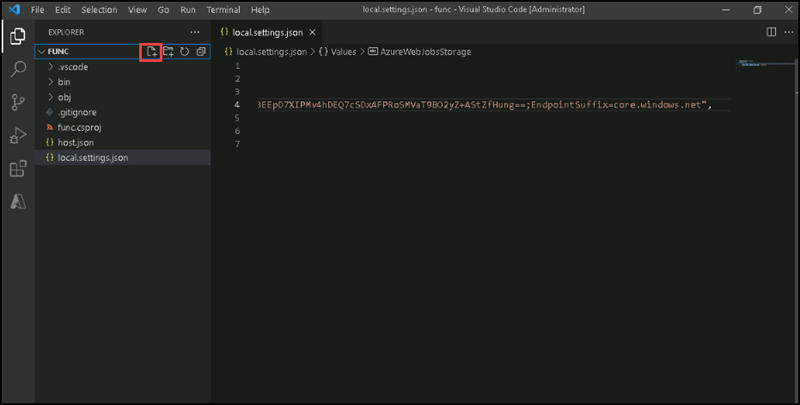 File Edit Selection View Go Run Terminal Help
local.settings.json - func - Visual Studio Code [Administrator]
EXPLORER
FUNC
.vscode
bin
obj
.gitignore
func.csproj
host.json
local.settings.json
local.settings.json
local.settings.json > {} Values > AzureWebJobsStorage
1
2
3
4 ;EndpointSuffix=core.windows.net",
5
6
7